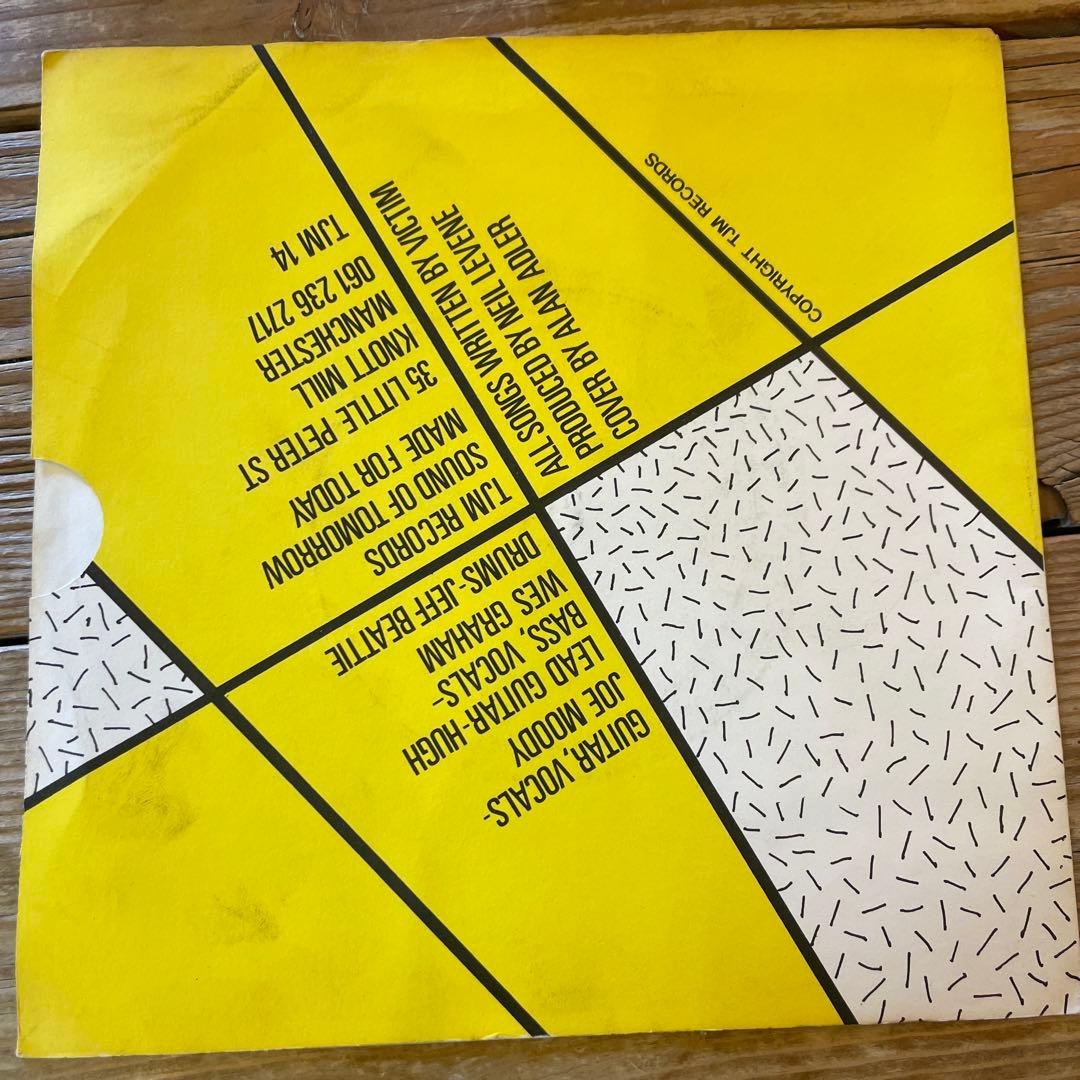 GUITAR, VOCALS-
JOE MOODY
LEAD GUITAR-HUGH
BASS, VOCALS-
WES GRAHAM
DRUMS-JEFF BEATTIE
TJM RECORDS
SOUND OF TOMORROW
MADE FOR TODAY
35 LITTLE PETER ST
KNOTT MILL
MANCHESTER
061 236 2717
TJM 14
ALL SONGS WRITTEN BY VICTIM
PRODUCED BY NEIL LEVENE
COVER BY ALAN ADLER
COPYRIGHT TJM RECORDS